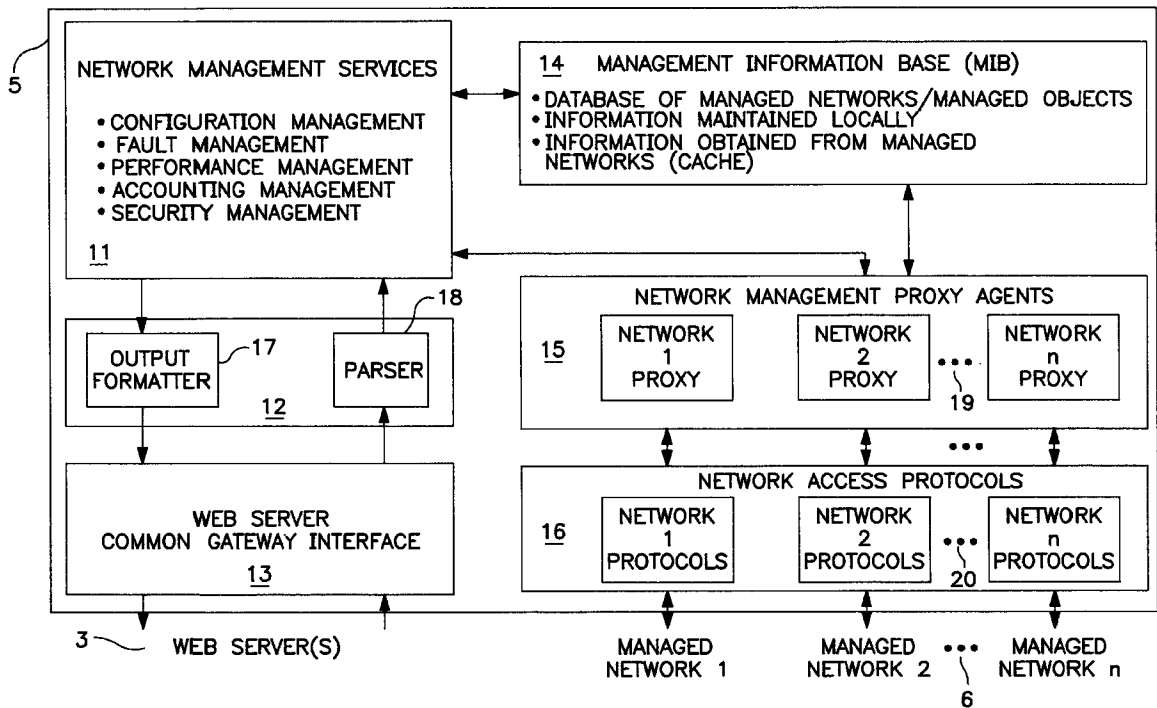 5
NETWORK MANAGEMENT SERVICES
• CONFIGURATION MANAGEMENT
• FAULT MANAGEMENT
• PERFORMANCE MANAGEMENT
• ACCOUNTING MANAGEMENT
• SECURITY MANAGEMENT
11
14 MANAGEMENT INFORMATION BASE (MIB)
• DATABASE OF MANAGED NETWORKS/MANAGED OBJECTS
• INFORMATION MAINTAINED LOCALLY
• INFORMATION OBTAINED FROM MANAGED
NETWORKS (CACHE)
18
OUTPUT
FORMATTER
17
PARSER
12
NETWORK MANAGEMENT PROXY AGENTS
15
NETWORK
1
PROXY
NETWORK
2
PROXY
•••
19
NETWORK
n
PROXY
•••
WEB SERVER
COMMON GATEWAY INTERFACE
13
NETWORK ACCESS PROTOCOLS
16
NETWORK
1
PROTOCOLS
NETWORK
2
PROTOCOLS
•••
20
NETWORK
n
PROTOCOLS
3
WEB SERVER(S)
MANAGED
NETWORK 1
MANAGED
NETWORK 2
•••
6
MANAGED
NETWORK n